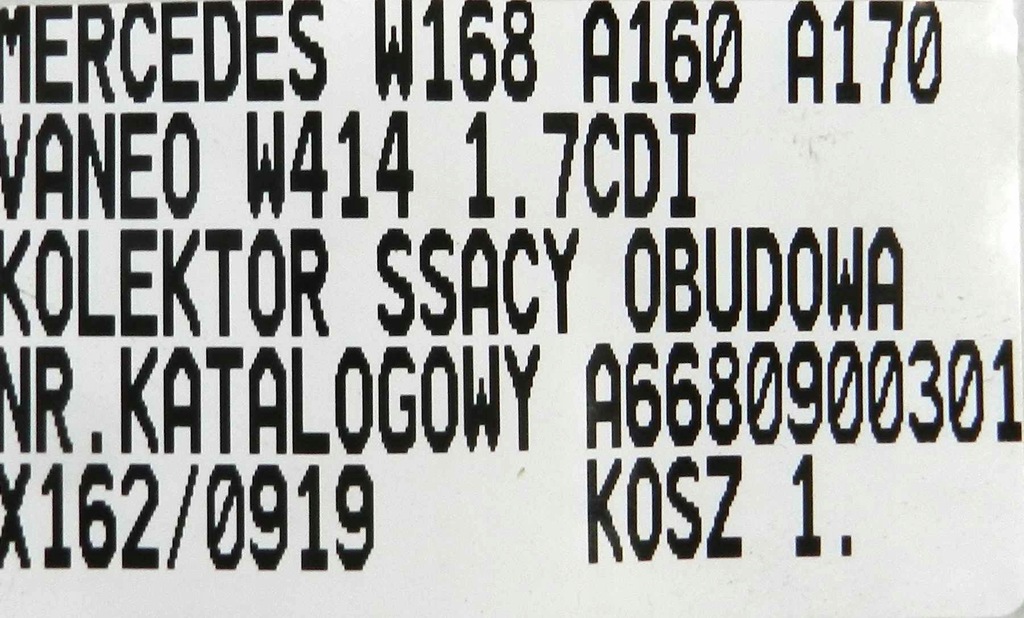 MERCEDES W168 A160 A170
VANEO W414 1.7CDI
KOLEKTOR SSACY OBUDOWA
NR.KATALOGOWY A6680900301
X162/0919 KOSZ 1.